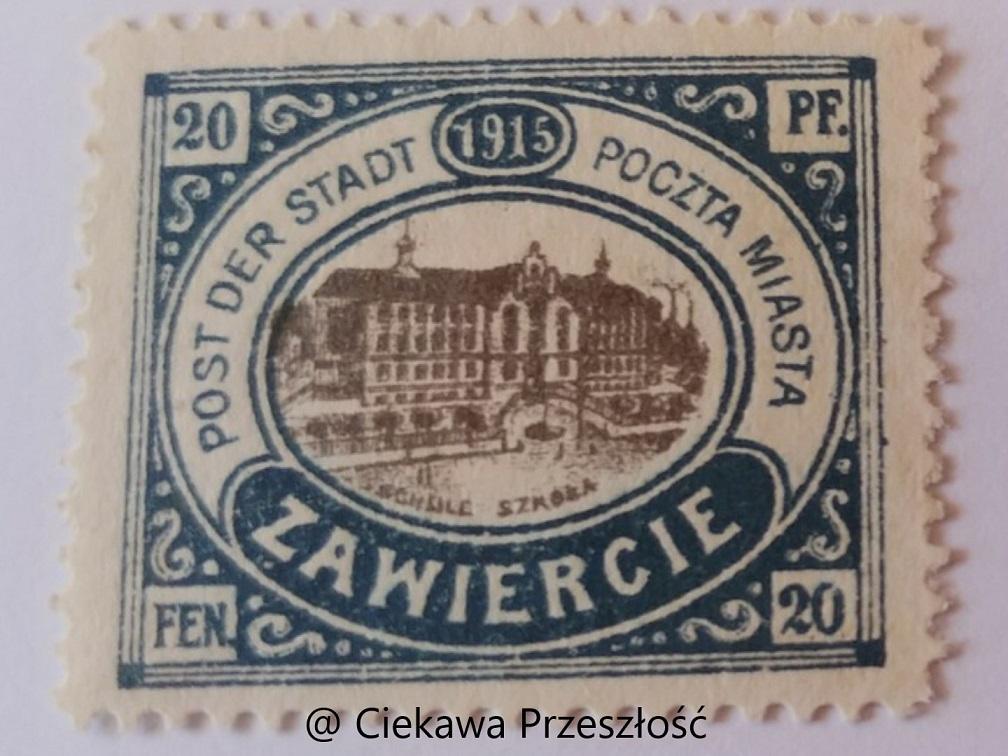 20
1915
PF.
POST DER STADT
POCZTA MIASTA
SCHULE SZKOŁA
ZAWIERCIE
FEN.
20
@ Ciekawa Przeszłość